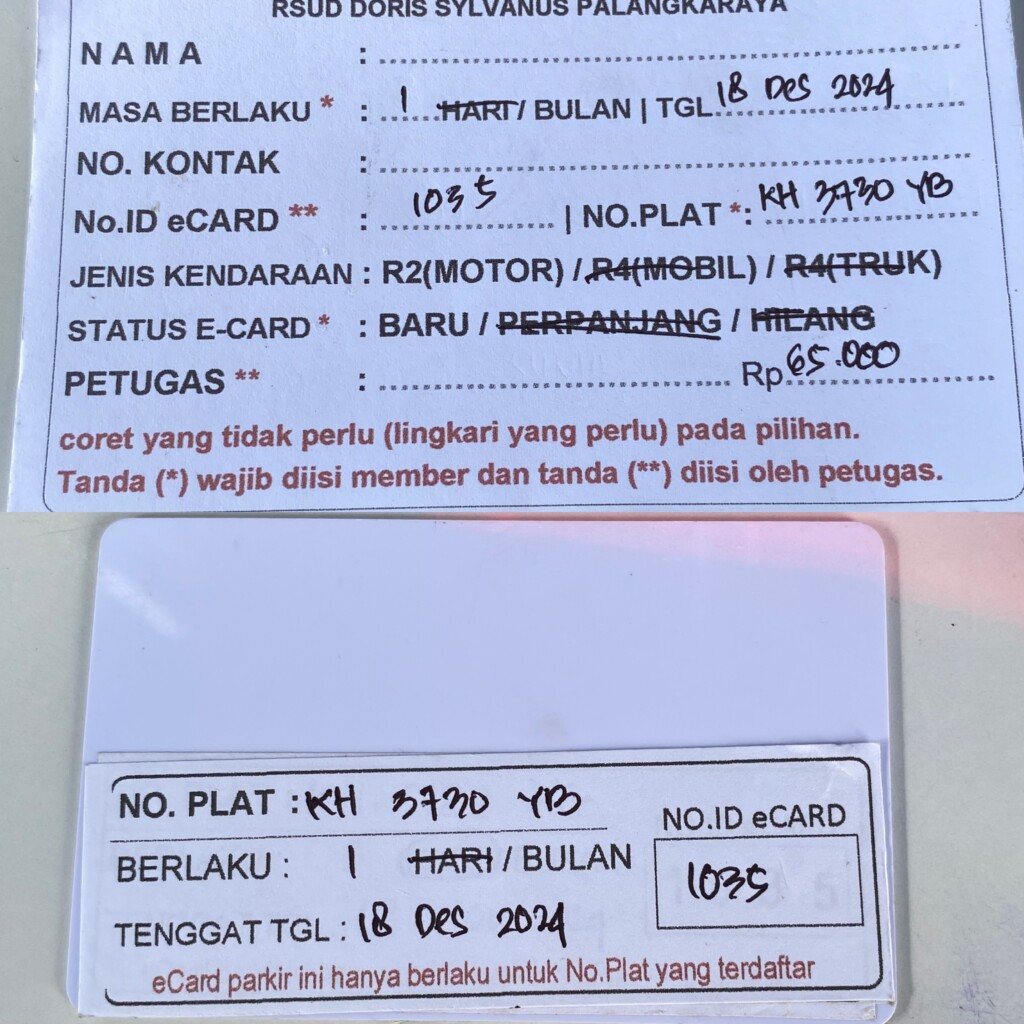 RSUD DORIS SYLVANUS PALANGKARAYA
NAMA :
MASA BERLAKU * : 1 HARI / BULAN | TGL. 18 Des 2024
NO. KONTAK :
No.ID eCARD ** : 1035 | NO.PLAT *: KH 3730 YB
JENIS KENDARAAN : R2(MOTOR) / R4(MOBIL) / R4(TRUK)
STATUS E-CARD * : BARU / PERPANJANG / HILANG
PETUGAS ** : Rp 65.000
coret yang tidak perlu (lingkari yang perlu) pada pilihan.
Tanda (*) wajib diisi member dan tanda (**) diisi oleh petugas.
NO. PLAT : KH 3730 YB
NO.ID eCARD
BERLAKU : 1 HARI / BULAN
1035
TENGGAT TGL : 18 Des 2024
eCard parkir ini hanya berlaku untuk No.Plat yang terdaftar